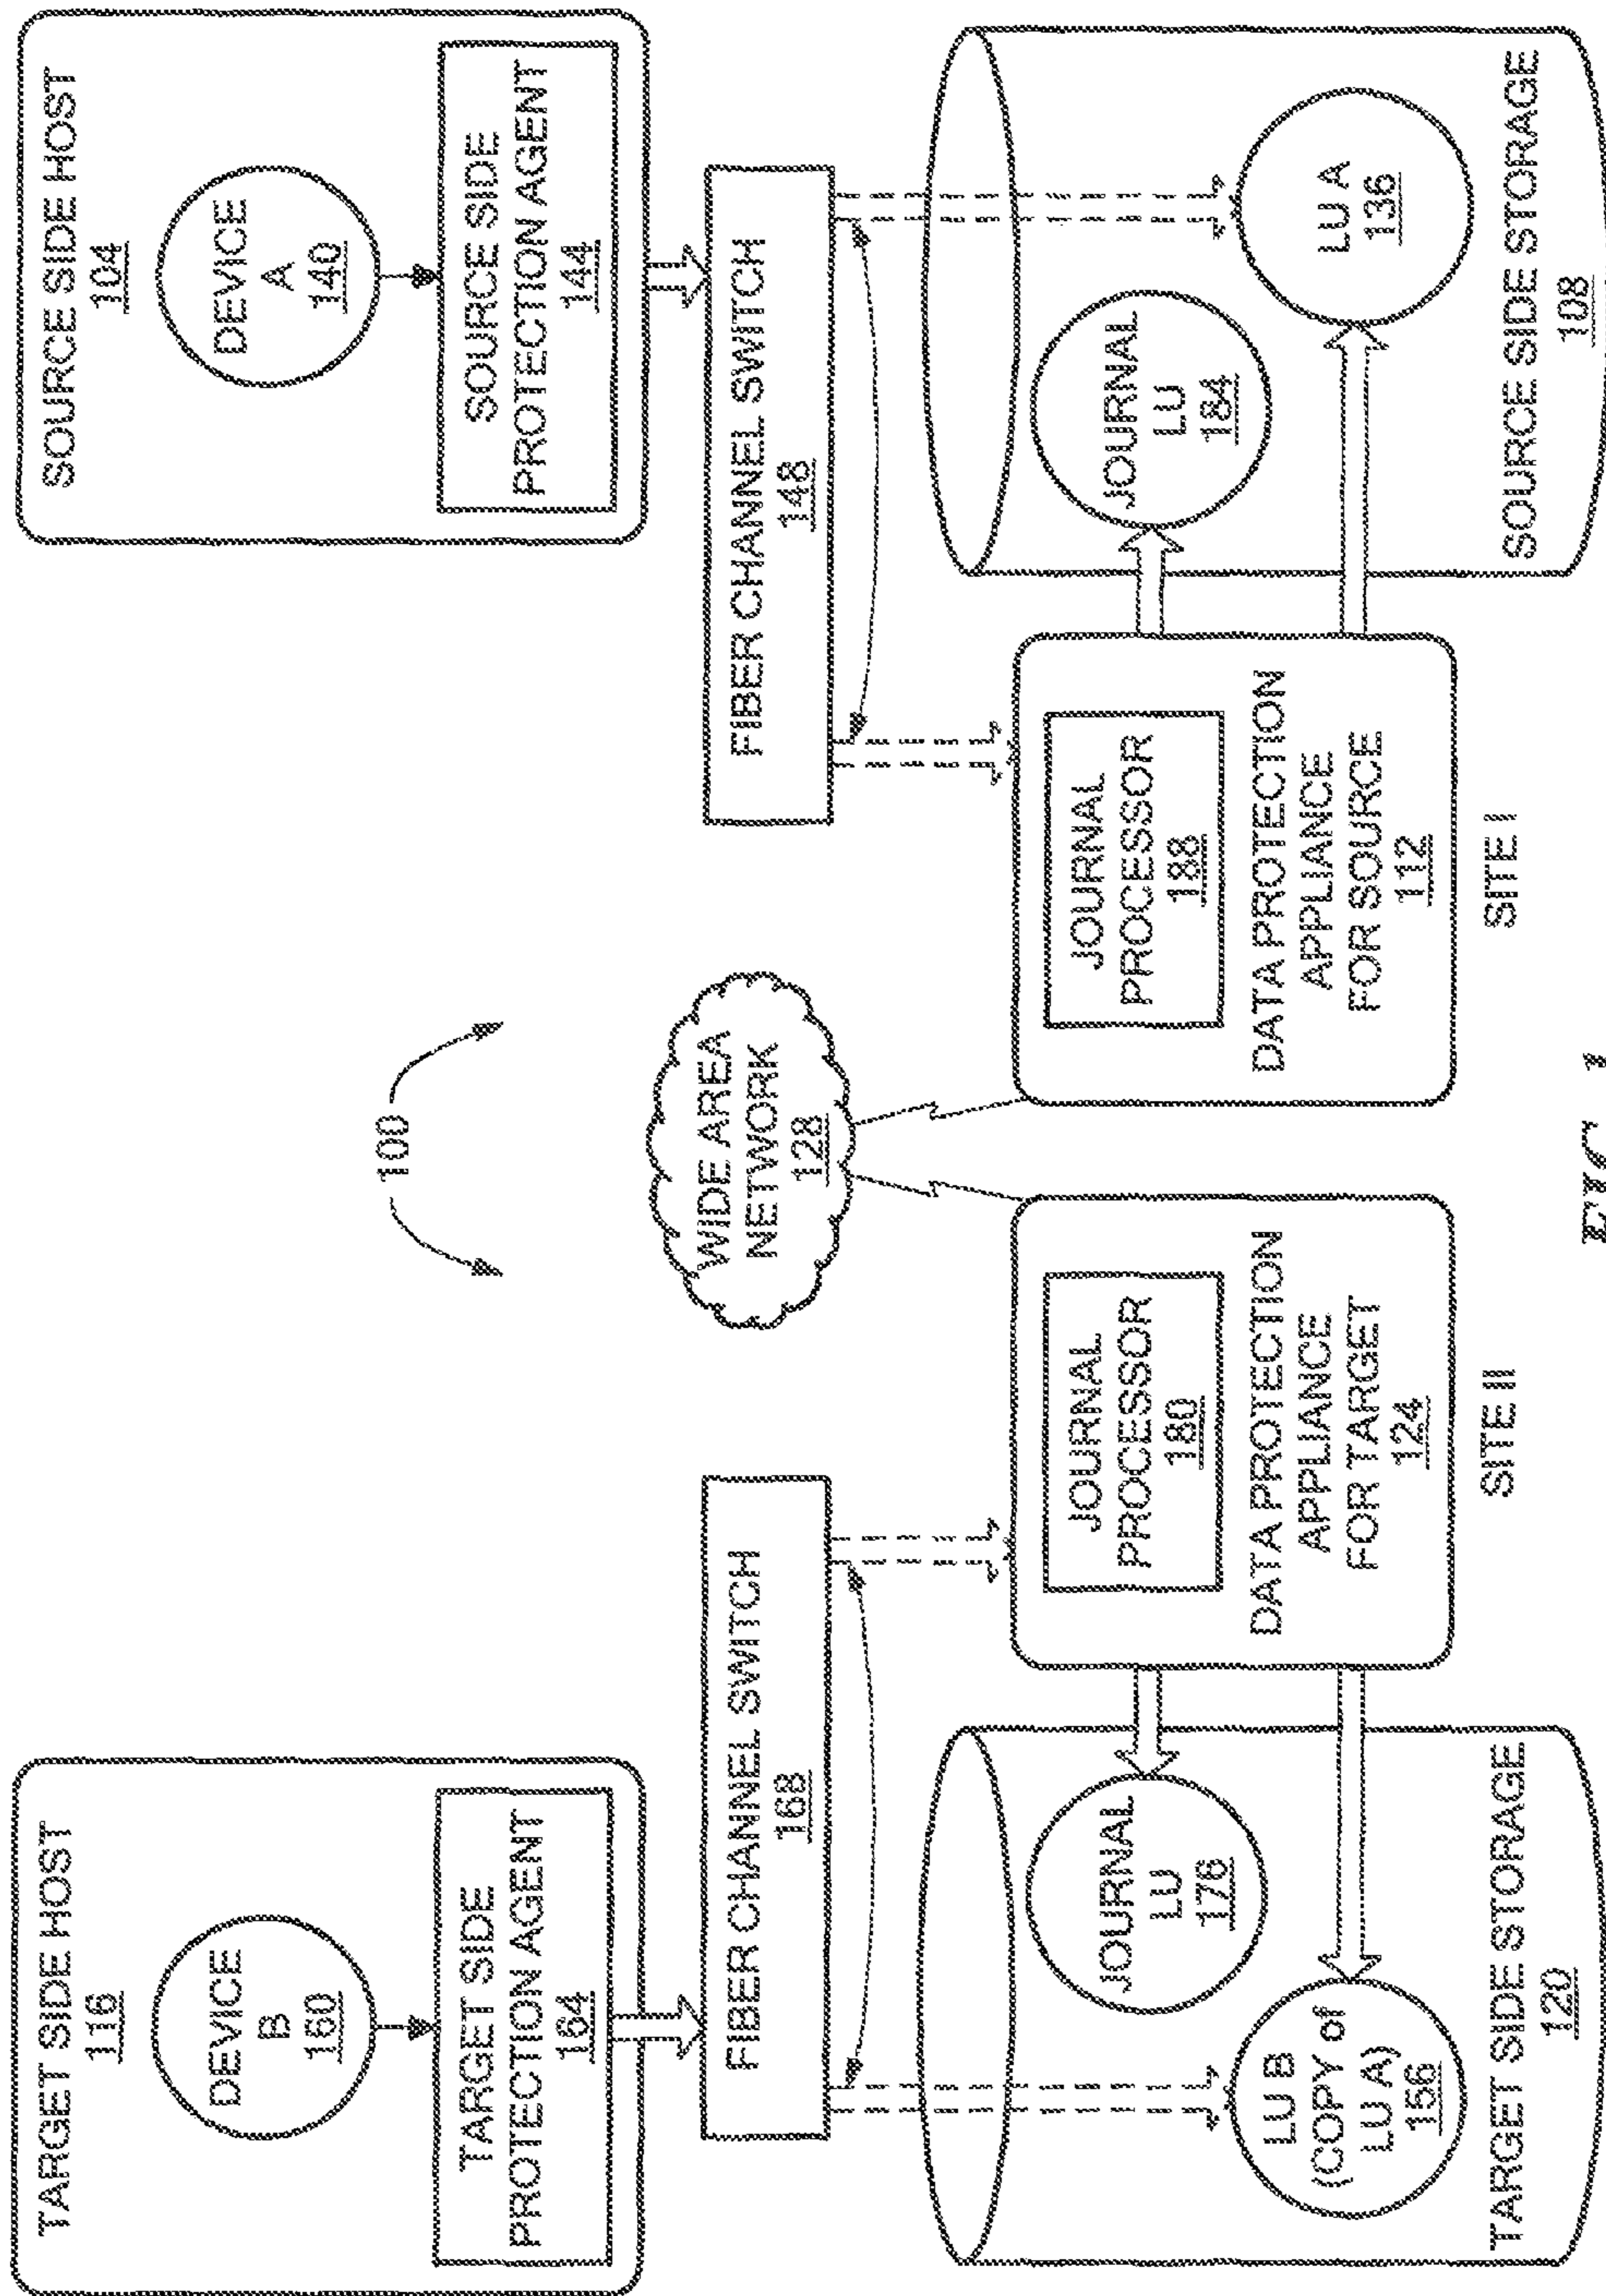 100
TARGET SIDE HOST
116
DEVICE
B
160
TARGET SIDE
PROTECTION AGENT
164
FIBER CHANNEL SWITCH
168
JOURNAL
LU
176
LU B
(COPY of
LU A)
156
TARGET SIDE STORAGE
120
JOURNAL
PROCESSOR
180
DATA PROTECTION
APPLIANCE
FOR TARGET
124
SITE II
WIDE AREA
NETWORK
128
SOURCE SIDE HOST
104
DEVICE
A
140
SOURCE SIDE
PROTECTION AGENT
144
FIBER CHANNEL SWITCH
148
JOURNAL
PROCESSOR
188
DATA PROTECTION
APPLIANCE
FOR SOURCE
112
SITE I
JOURNAL
LU
184
LU A
136
SOURCE SIDE STORAGE
108
FIG. 1